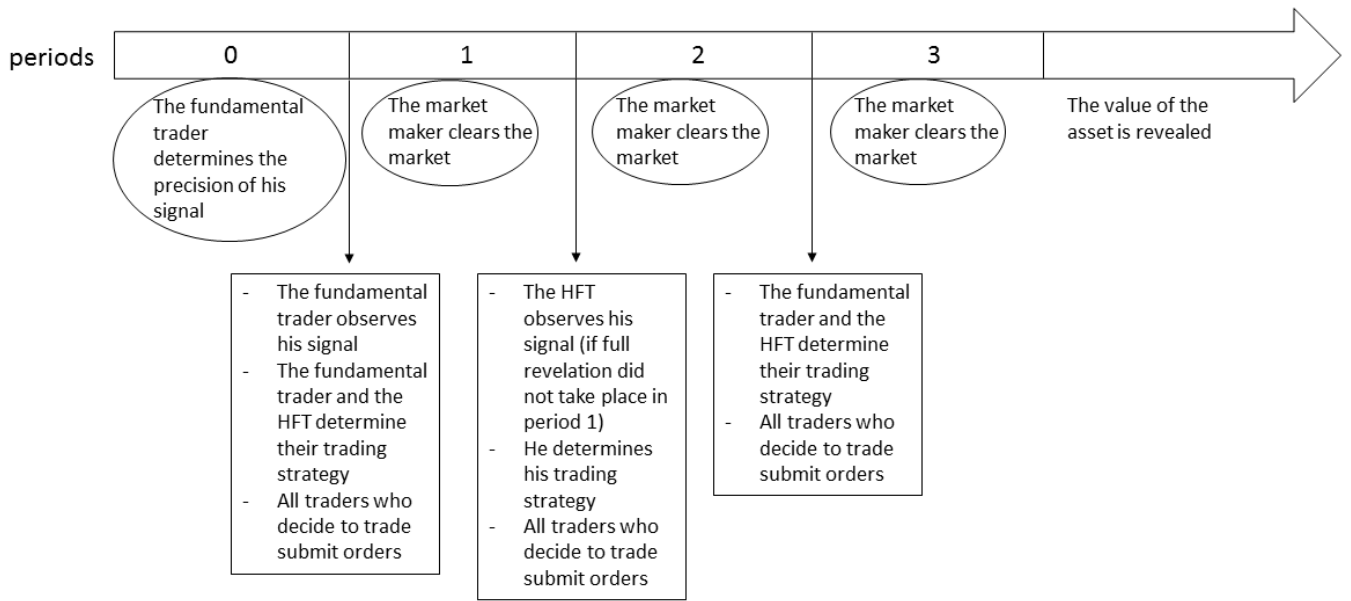 periods
0
1
2
3
The fundamental
trader
determines the
precision of his
signal
The market
maker clears the
market
The market
maker clears the
market
The market
maker clears the
market
The value of the
asset is revealed
- The fundamental
trader observes
his signal
- The fundamental
trader and the
HFT determine
their trading
strategy
- All traders who
decide to trade
submit orders
- The HFT
observes his
signal (if full
revelation did
not take place in
period 1)
- He determines
his trading
strategy
- All traders who
decide to trade
submit orders
- The fundamental
trader and the
HFT determine
their trading
strategy
- All traders who
decide to trade
submit orders